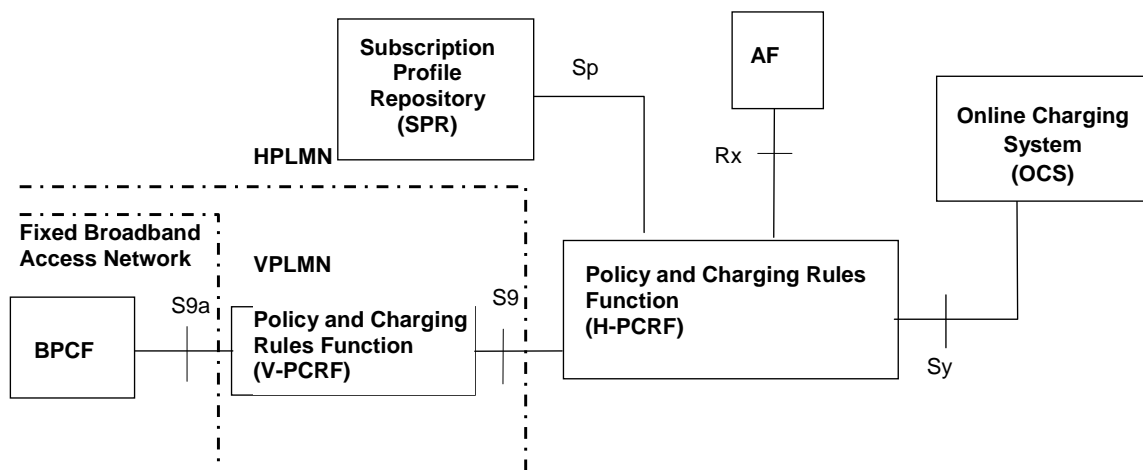 Subscription
Profile
Repository
(SPR)
Sp
AF
Online Charging
System
(OCS)
Rx
HPLMN
Fixed Broadband
Access Network
VPLMN
S9a
S9
Policy and Charging Rules
Function
(H-PCRF)
BPCF
Policy and Charging
Rules Function
(V-PCRF)
Sy